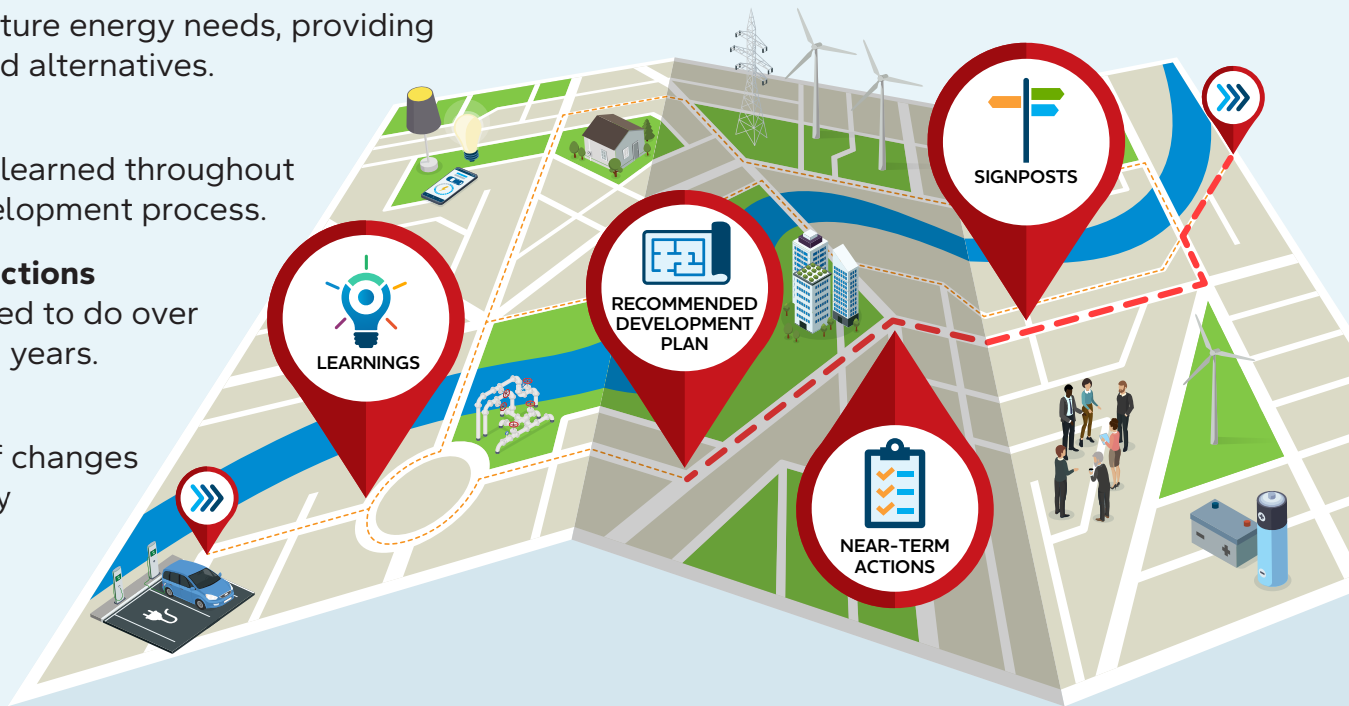 ture energy needs, providing
d alternatives.
learned throughout
elopment process.
ctions
ed to do over
years.
f changes
y
LEARNINGS
RECOMMENDED
DEVELOPMENT
PLAN
SIGNPOSTS
NEAR-TERM
ACTIONS